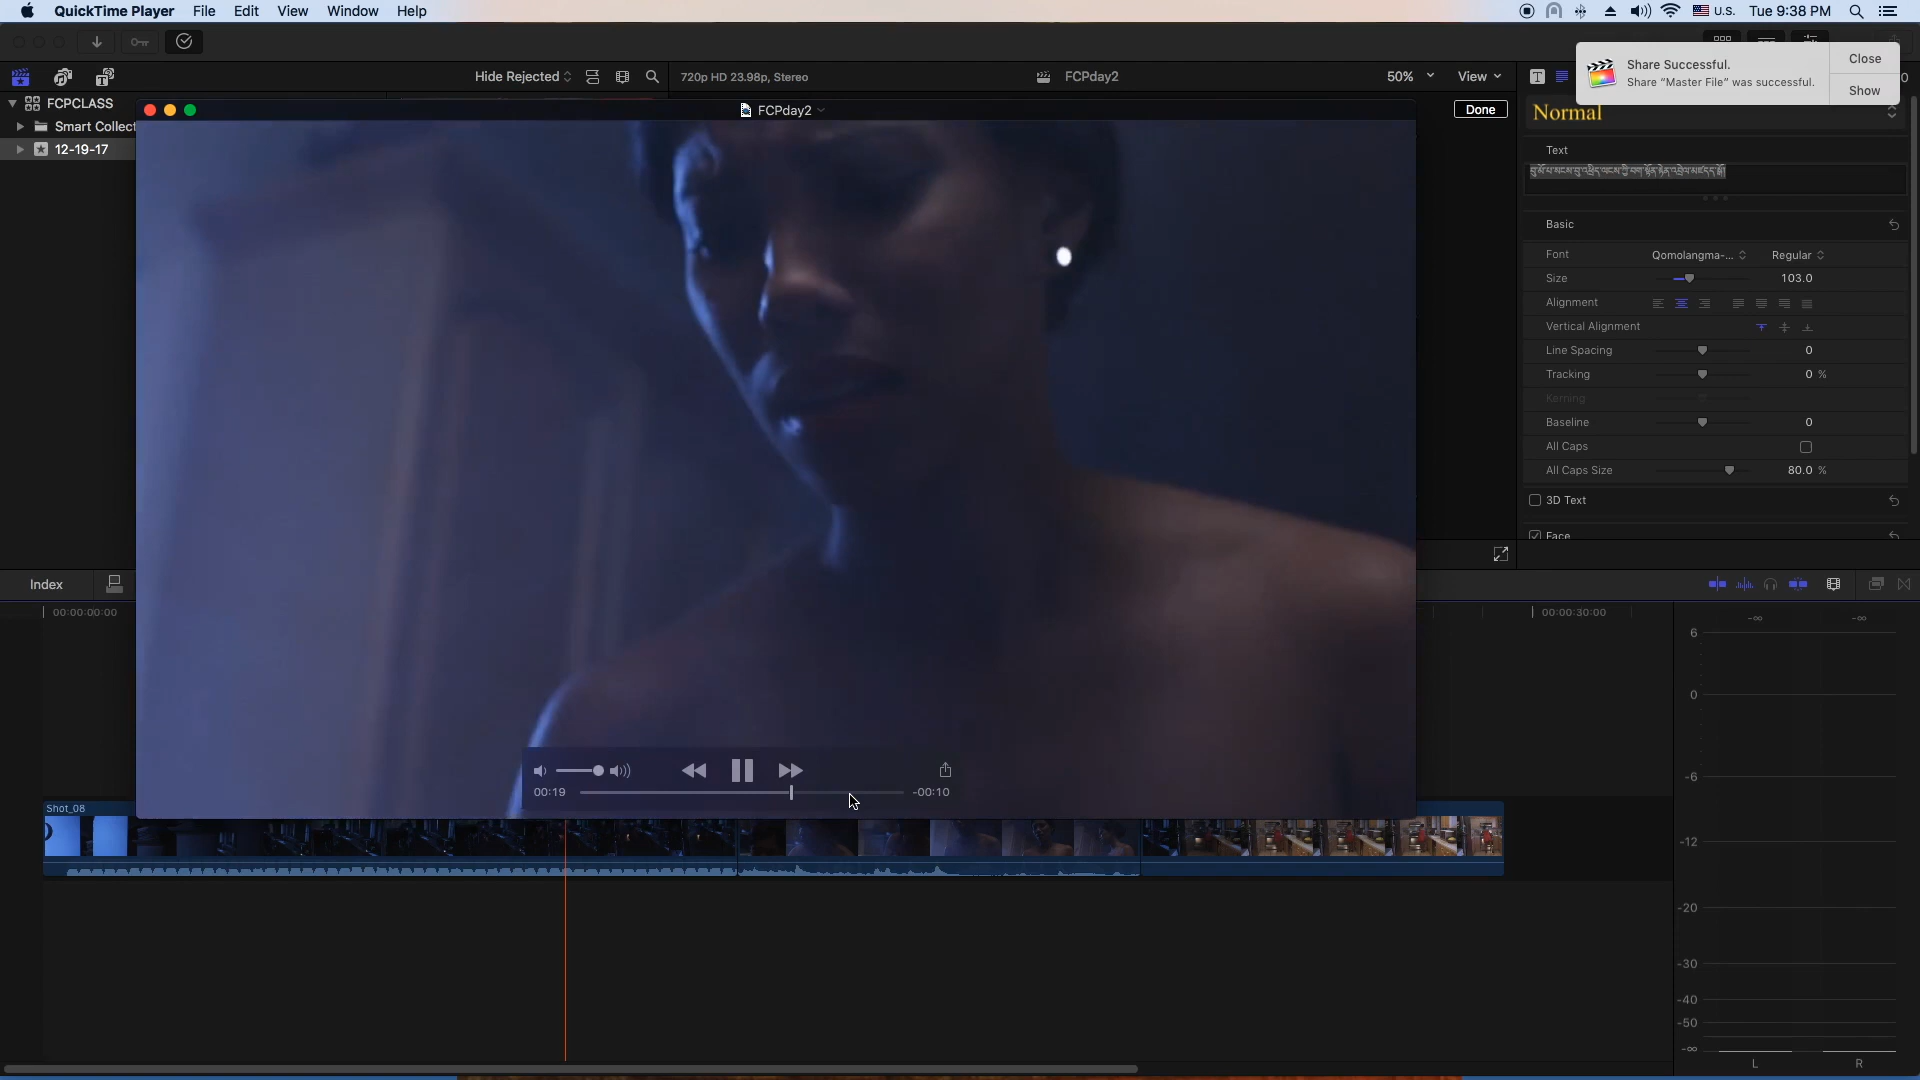 QuickTime Player File Edit View Window Help
U.S. Tue 9:38 PM
Share Successful.
Share “Master File” was successful.
Close
Show
Hide Rejected
720p HD 23.98p, Stereo
FCPday2
50%
View
FCPCLASS
Smart Collect
12-19-17
FCPday2
Done
Normal
Text
Basic
Font Qomolangma-... Regular
Size 103.0
Alignment
Vertical Alignment
Line Spacing 0
Tracking 0 %
Kerning
Baseline 0
All Caps
All Caps Size 80.0 %
3D Text
Face
00:19
-00:10
Index
00:00:00:00
00:00:30:00
Shot_08
-∞ -∞
6
0
-6
-12
-20
-30
-40
-50
-∞
L R